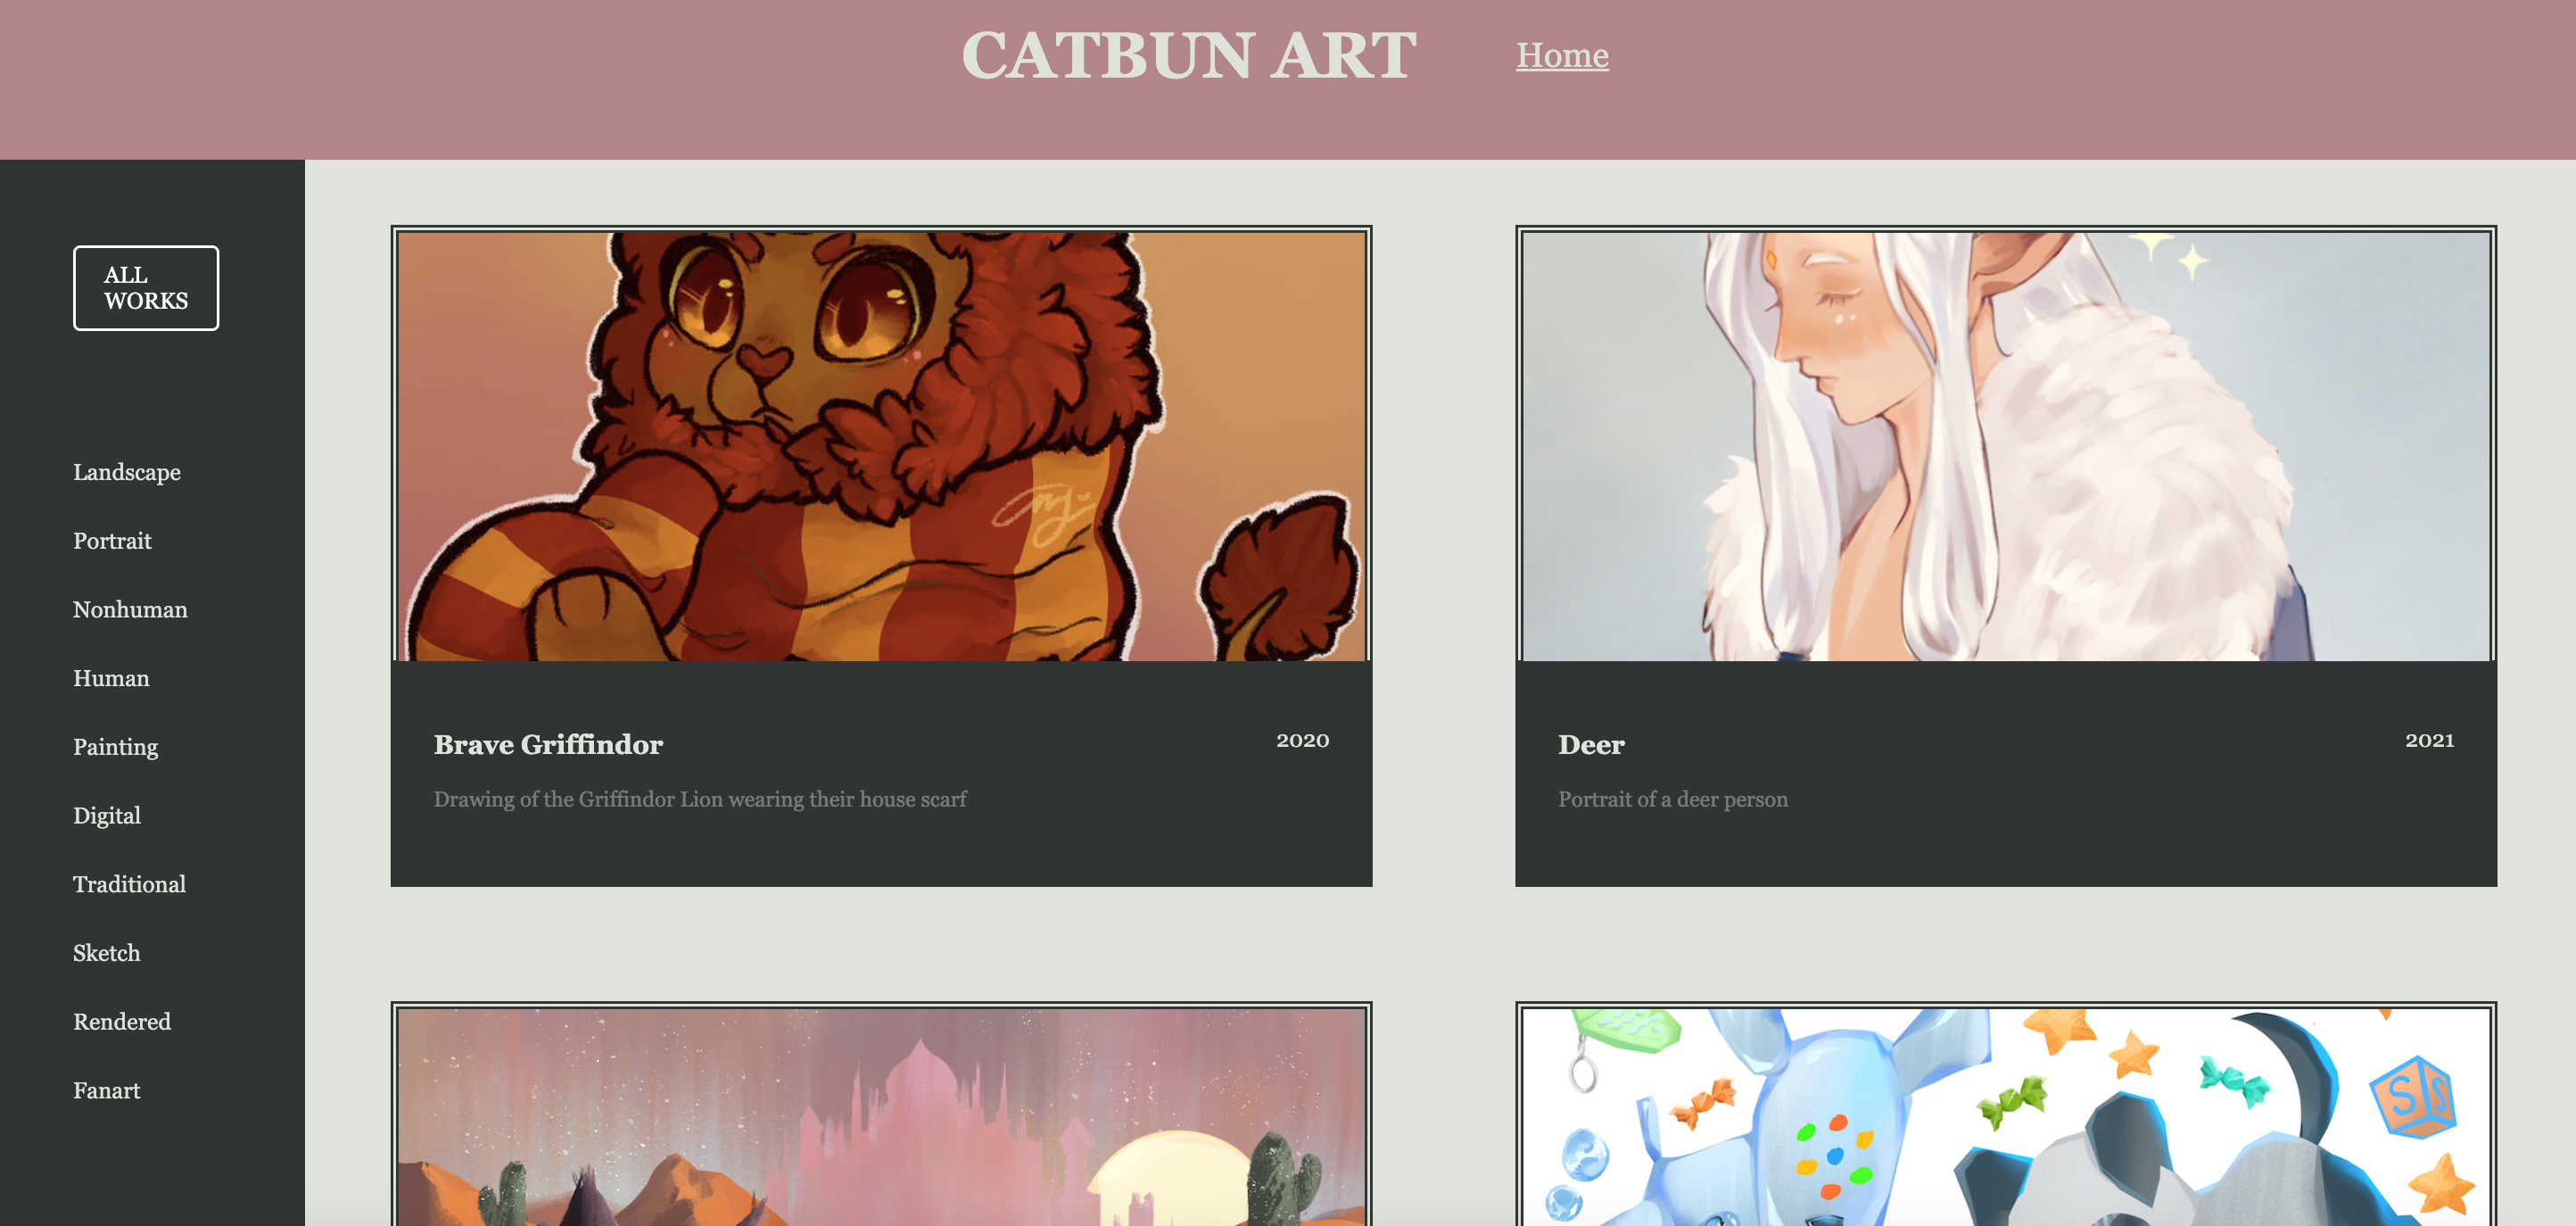 CATBUN ART
Home
ALL
WORKS
Landscape
Portrait
Nonhuman
Human
Painting
Digital
Traditional
Sketch
Rendered
Fanart
Brave Griffindor
2020
Drawing of the Griffindor Lion wearing their house scarf
Deer
2021
Portrait of a deer person
S S